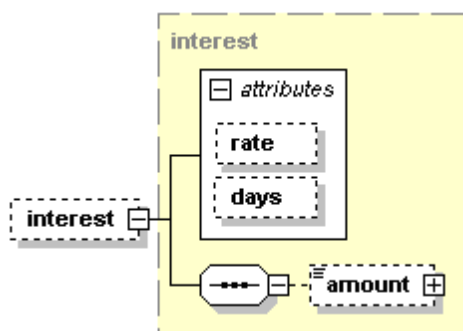 interest
attributes
rate
days
interest
amount